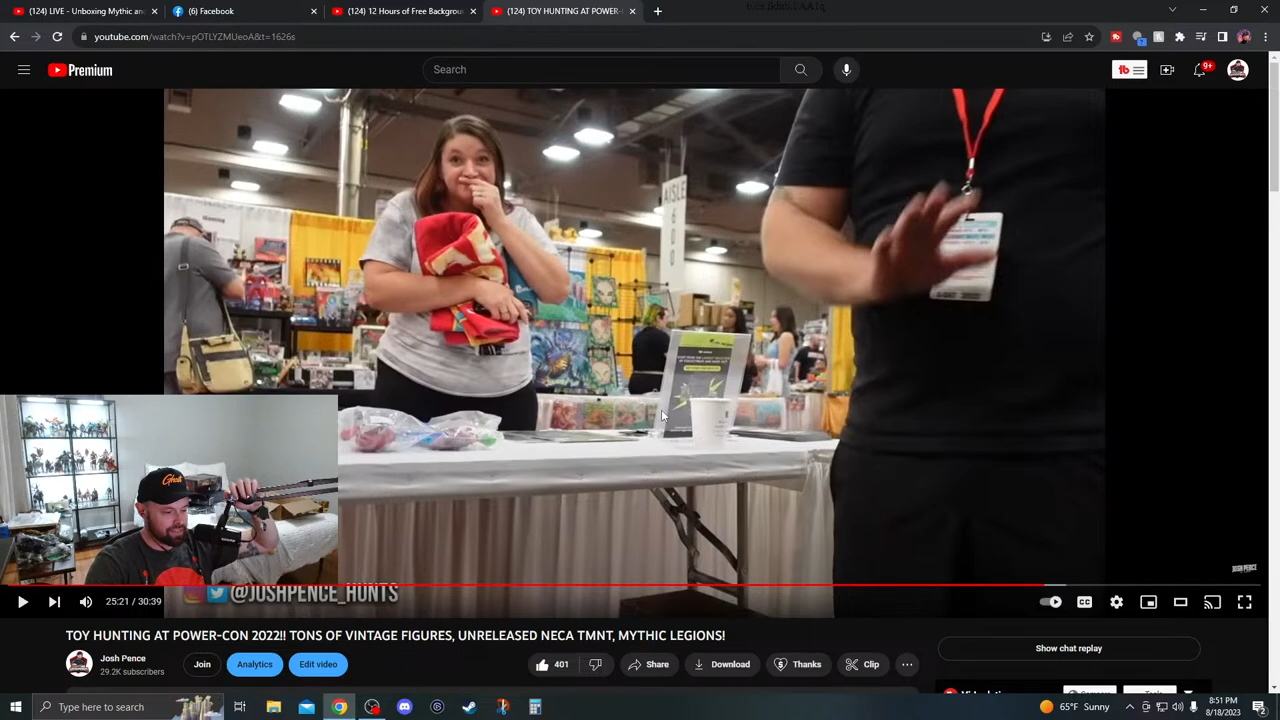 (124) LIVE - Unboxing Mythic an
(6) Facebook
(124) 12 Hours of Free Backgrou
(124) TOY HUNTING AT POWER-
youtube.com/watch?v=pOTLYZMUeoA&t=1626s
Premium
Search
9+
AISLE
600
@JOSHPENCE_HUNTS
JOSH PENCE
25:21 / 30:39
CC
TOY HUNTING AT POWER-CON 2022!! TONS OF VINTAGE FIGURES, UNRELEASED NECA TMNT, MYTHIC LEGIONS!
Josh Pence
29.2K subscribers
Join
Analytics
Edit video
401
Share
Download
Thanks
Clip
Show chat replay
Type here to search
65°F Sunny
8:51 PM
8/18/2023